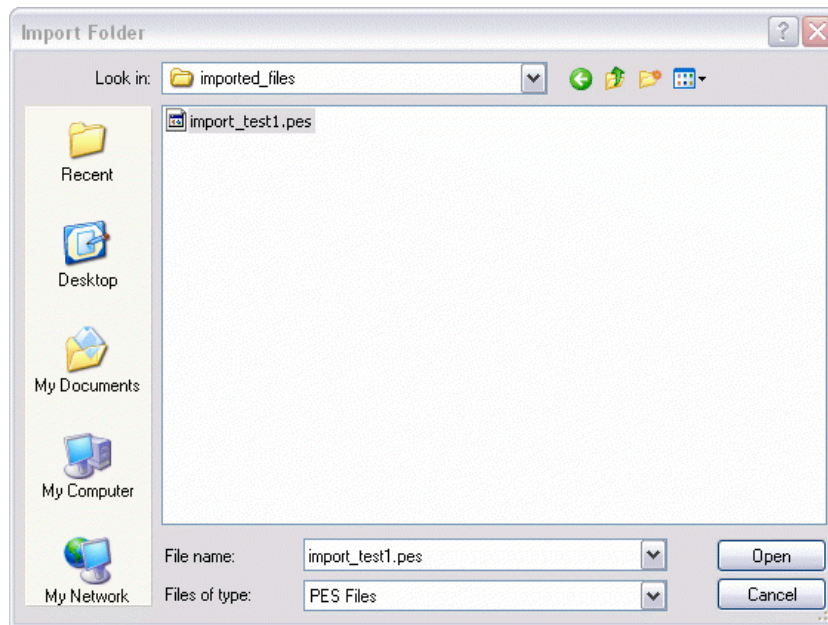 Import Folder
Look in: imported_files
import_test1.pes
Recent
Desktop
My Documents
My Computer
My Network
File name: import_test1.pes Open
Files of type: PES Files Cancel